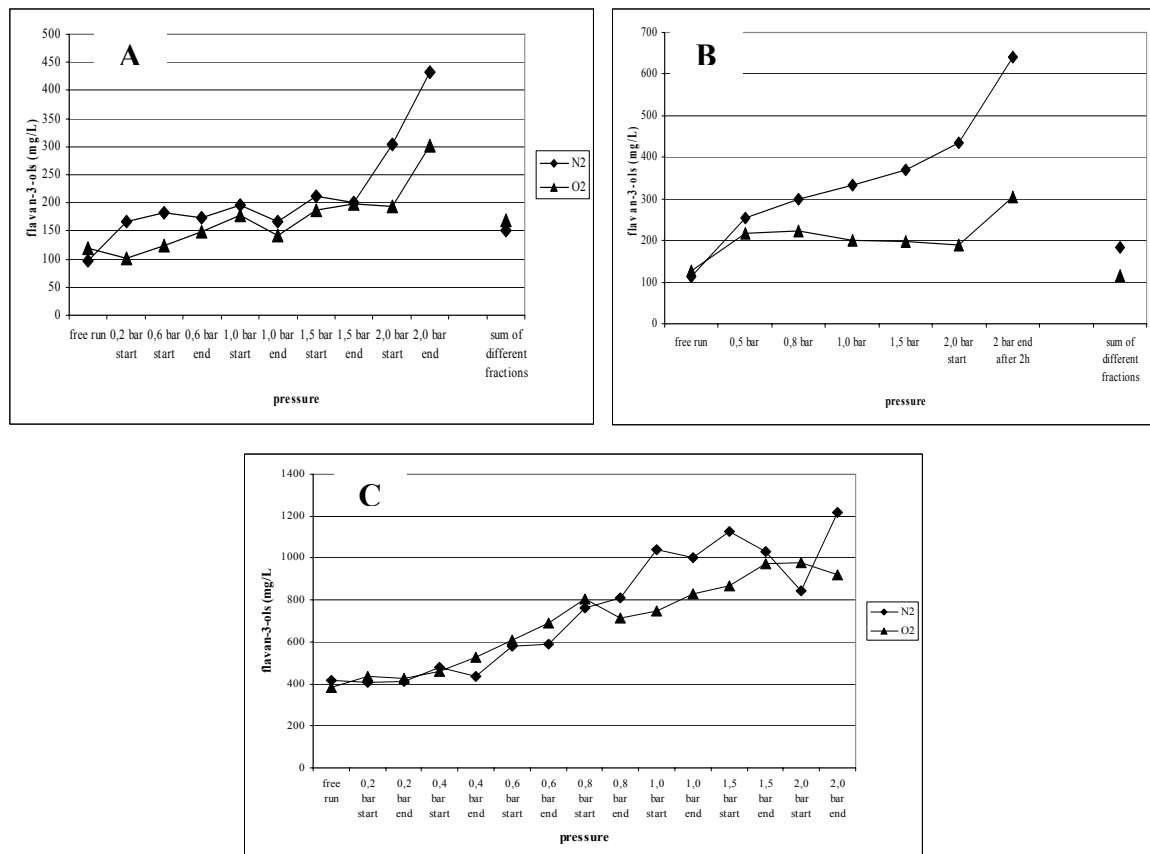 A
flavan-3-ols (mg/L)
500
450
400
350
300
250
200
150
100
50
0
free run
0,2 bar start
0,6 bar start
0,6 bar end
1,0 bar start
1,0 bar end
1,5 bar start
1,5 bar end
2,0 bar start
2,0 bar end
sum of different fractions
pressure
N2
O2
B
flavan-3-ols (mg/L)
700
600
500
400
300
200
100
0
free run
0,5 bar
0,8 bar
1,0 bar
1,5 bar
2,0 bar start
2 bar end after 2h
sum of different fractions
pressure
N2
O2
C
flavan-3-ols (mg/L
1400
1200
1000
800
600
400
200
0
free run
0,2 bar start
0,2 bar end
0,4 bar start
0,4 bar end
0,6 bar start
0,6 bar end
0,8 bar start
0,8 bar end
1,0 bar start
1,0 bar end
1,5 bar start
1,5 bar end
2,0 bar start
2,0 bar end
pressure
N2
O2